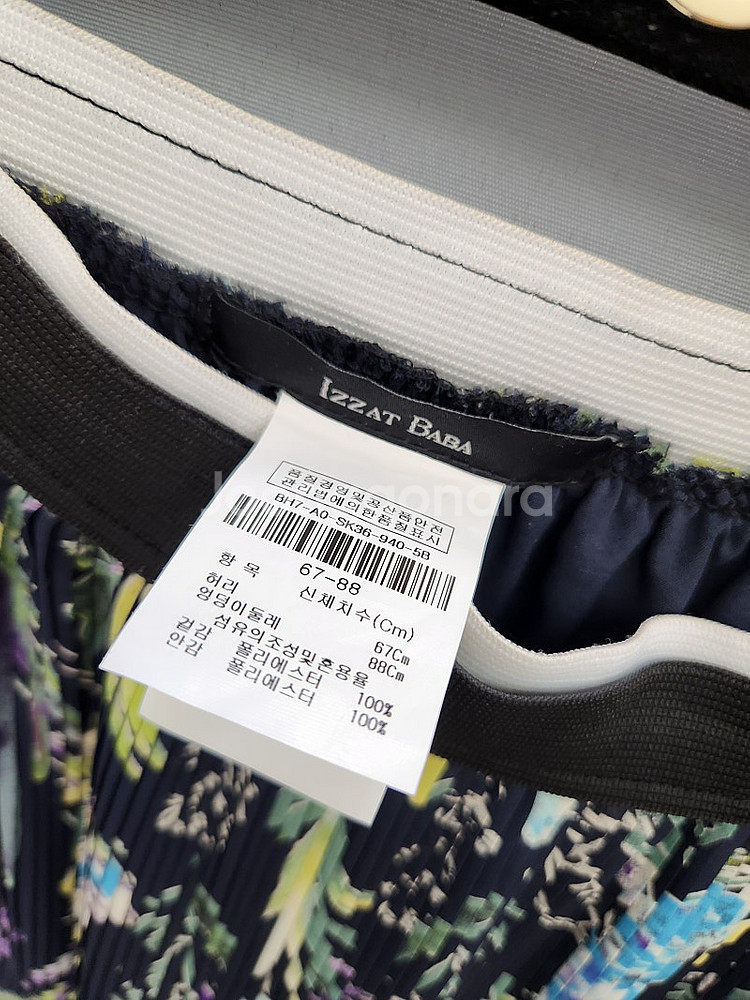 IZZAT BABA
품질경영및공산품안전
관리법에의한품질표시
BH7-A0-SK36-940-5B
67-88
항 목 신체치수(Cm)
허리 67Cm
엉덩이둘레 88Cm
섬유의조성및혼용율
겉감 폴리에스터 100%
안감 폴리에스터 100%